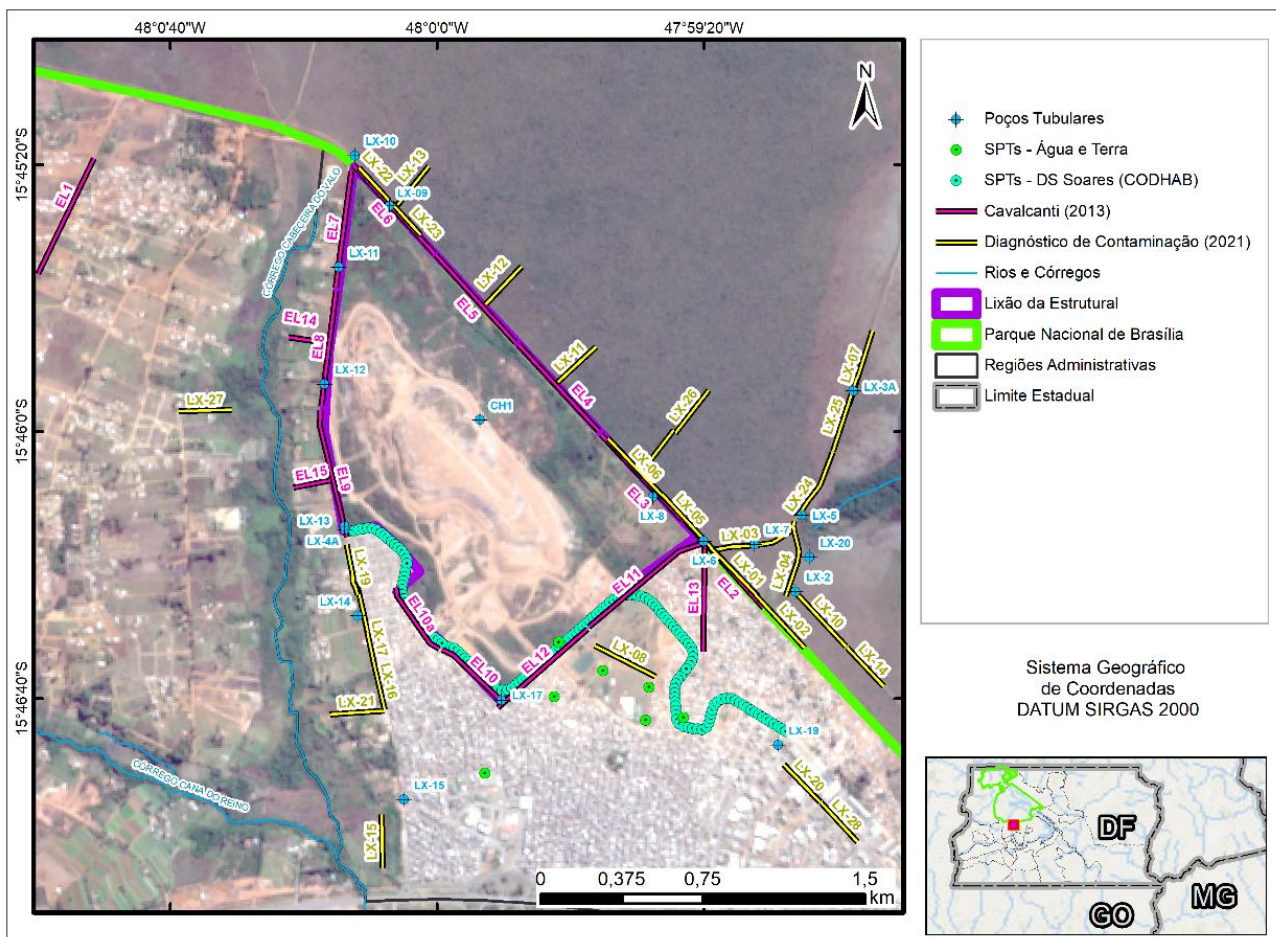 48°0'40"W
48°0'0"W
47°59'20"W
15°45'20"S
15°46'0"S
15°46'40"S
N
LX-10
LX-22
LX-13
LX-09
EL6
LX-23
EL1
CÓRREGO CABECEIRA DO VALO
EL7
LX-11
LX-12
EL5
EL14
EL8
LX-12
LX-11
EL4
LX-07
LX-3A
LX-27
CH1
LX-26
LX-25
LX-06
EL15
EL9
EL3
LX-8
LX-05
LX-24
LX-5
LX-13
LX-4A
LX-03
LX-7
LX-6
LX-20
LX-04
LX-2
LX-19
EL10a
EL11
EL13
LX-01
EL2
LX-02
LX-10
LX-14
LX-14
LX-17
LX-16
EL10
EL12
LX-08
LX-17
LX-21
LX-19
LX-20
LX-28
CÓRREGO CANA DO REINO
LX-15
LX-15
0 0,375 0,75 1,5
km
Poços Tubulares
SPTs - Água e Terra
SPTs - DS Soares (CODHAB)
Cavalcanti (2013)
Diagnóstico de Contaminação (2021)
Rios e Córregos
Lixão da Estrutural
Parque Nacional de Brasília
Regiões Administrativas
Limite Estadual
Sistema Geográfico
de Coordenadas
DATUM SIRGAS 2000
DF
GO
MG